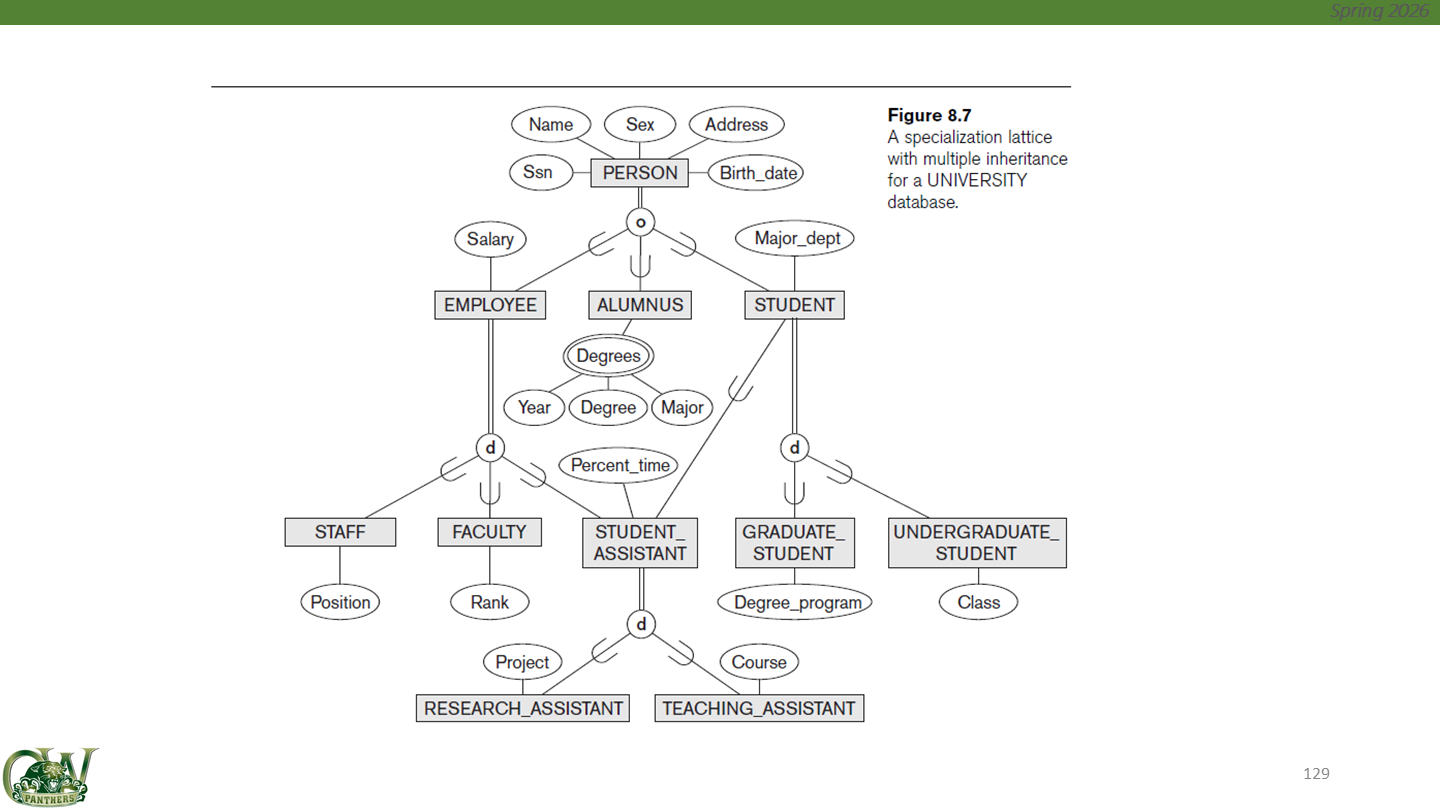 Spring 2026
Figure 8.7
A specialization lattice
with multiple inheritance
for a UNIVERSITY
database.
Name
Sex
Address
Ssn
PERSON
Birth_date
o
Salary
Major_dept
EMPLOYEE
ALUMNUS
STUDENT
Degrees
Year
Degree
Major
d
d
Percent_time
STAFF
FACULTY
STUDENT_
ASSISTANT
GRADUATE_
STUDENT
UNDERGRADUATE_
STUDENT
Position
Rank
Degree_program
Class
d
Project
Course
RESEARCH_ASSISTANT
TEACHING_ASSISTANT
OW
PANTHERS
129